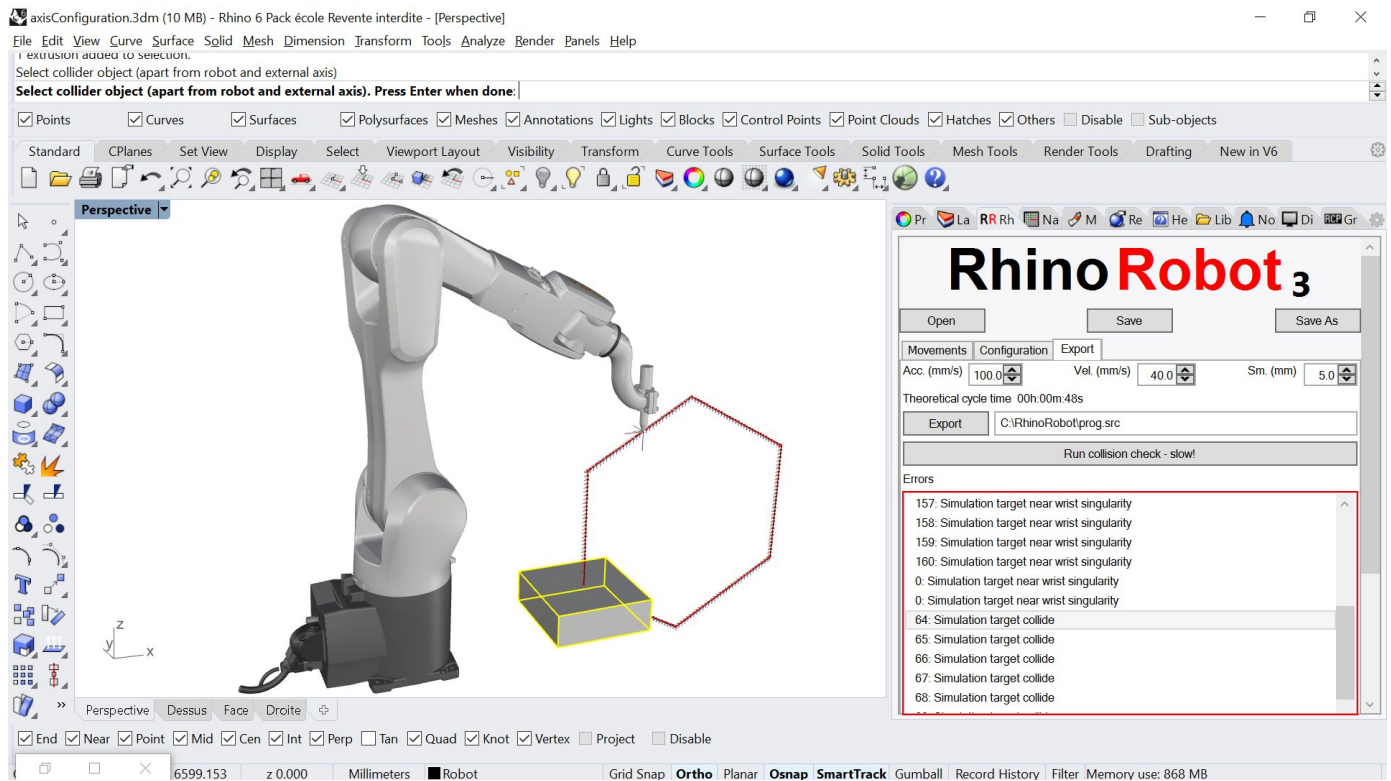 axisConfiguration.3dm (10 MB) - Rhino 6 Pack école Revente interdite - [Perspective]
File Edit View Curve Surface Solid Mesh Dimension Transform Tools Analyze Render Panels Help
1 extrusion added to selection.
Select collider object (apart from robot and external axis)
Select collider object (apart from robot and external axis). Press Enter when done:
Points Curves Surfaces Polysurfaces Meshes Annotations Lights Blocks Control Points Point Clouds Hatches Others Disable Sub-objects
Standard CPlanes Set View Display Select Viewport Layout Visibility Transform Curve Tools Surface Tools Solid Tools Mesh Tools Render Tools Drafting New in V6
Perspective
Pr La RR Rh Na M Re He Lib No Di RCP Gr
Rhino Robot 3
Open Save Save As
Movements Configuration Export
Acc. (mm/s) 100.0 Vel. (mm/s) 40.0 Sm. (mm) 5.0
Theoretical cycle time 00h:00m:48s
Export C:\RhinoRobot\prog.src
Run collision check - slow!
Errors
157: Simulation target near wrist singularity
158: Simulation target near wrist singularity
159: Simulation target near wrist singularity
160: Simulation target near wrist singularity
0: Simulation target near wrist singularity
0: Simulation target near wrist singularity
64: Simulation target collide
65: Simulation target collide
66: Simulation target collide
67: Simulation target collide
68: Simulation target collide
z
y
x
Perspective Dessus Face Droite
End Near Point Mid Cen Int Perp Tan Quad Knot Vertex Project Disable
6599.153 z 0.000 Millimeters Robot Grid Snap Ortho Planar Osnap SmartTrack Gumball Record History Filter Memory use: 868 MB